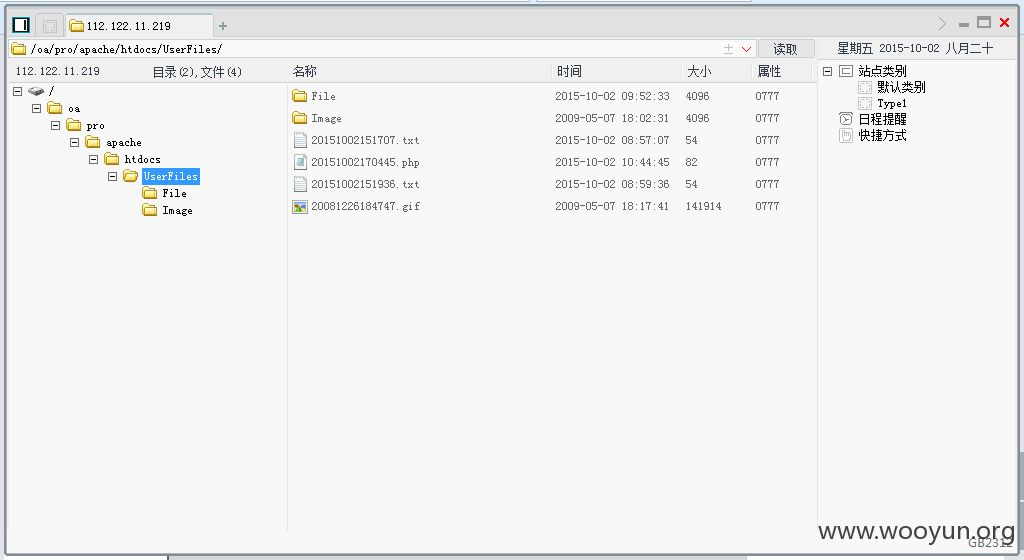 112.122.11.219
/oa/pro/apache/htdocs/UserFiles/
读取
星期五 2015-10-02 八月二十
112.122.11.219 目录(2),文件(4)
名称 时间 大小 属性
/
oa
pro
apache
htdocs
UserFiles
File
Image
File 2015-10-02 09:52:33 4096 0777
Image 2009-05-07 18:02:31 4096 0777
20151002151707.txt 2015-10-02 08:57:07 54 0777
20151002170445.php 2015-10-02 10:44:45 82 0777
20151002151936.txt 2015-10-02 08:59:36 54 0777
20081226184747.gif 2009-05-07 18:17:41 141914 0777
站点类别
默认类别
Type1
日程提醒
快捷方式
www.wooyun.org
GB2312